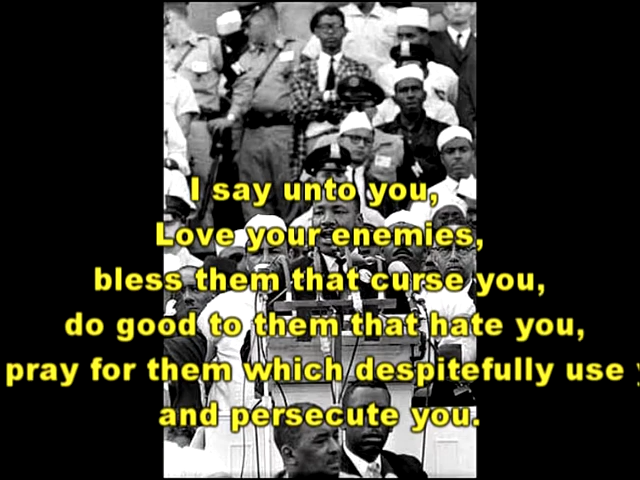 I say unto you,
Love your enemies,
bless them that curse you,
do good to them that hate you,
pray for them which despitefully use
and persecute you.